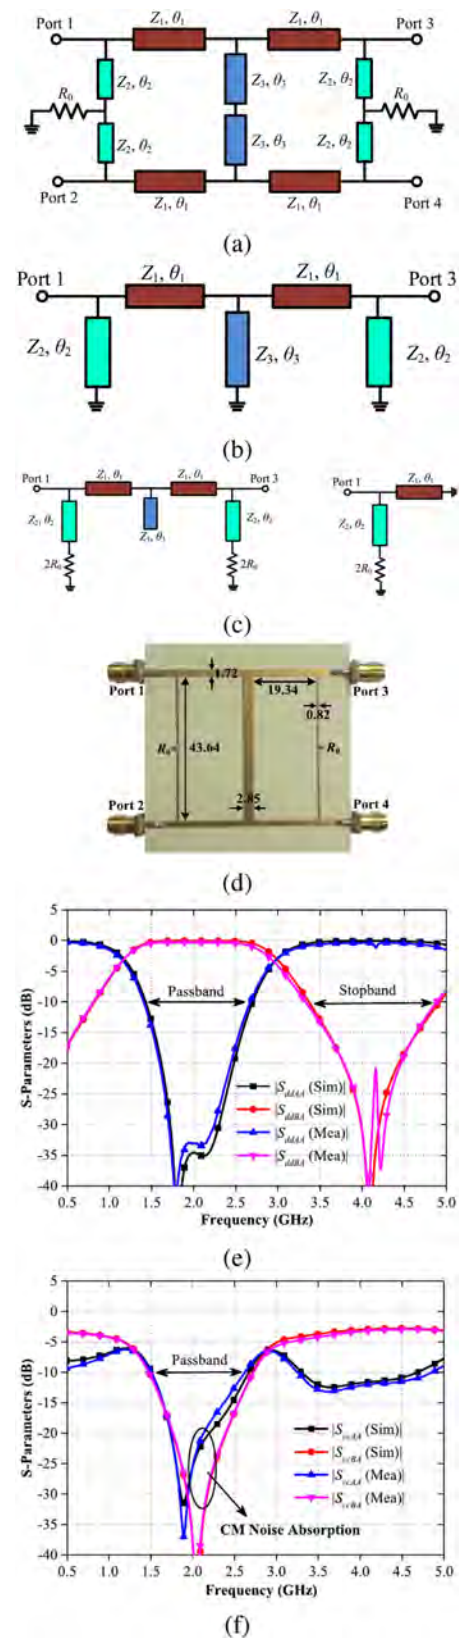 Port 1 Z1, θ1 Z1, θ1 Port 3
Z2, θ2 Z3, θ3 Z2, θ2
R0 R0
Z2, θ2 Z3, θ3 Z2, θ2
Port 2 Z1, θ1 Z1, θ1 Port 4
(a)
Port 1 Z1, θ1 Z1, θ1 Port 3
Z2, θ2 Z3, θ3 Z2, θ2
(b)
Port 1 Z1, θ1 Z1, θ1 Port 3
Z2, θ2 Z3, θ3 Z2, θ2
2R0 2R0
Port 1 Z1, θ1
Z2, θ2
2R0
(c)
Port 1 1.72 Port 3
19.34
0.82
R0 43.64 R0
Port 2 2.85 Port 4
(d)
5
0
-5
-10
-15
-20
-25
-30
-35
-40
S-Parameters (dB)
Passband Stopband
|SddAA (Sim)|
|SddBA (Sim)|
|SddAA (Mea)|
|SddBA (Mea)|
0.5 1.0 1.5 2.0 2.5 3.0 3.5 4.0 4.5 5.0
Frequency (GHz)
(e)
5
0
-5
-10
-15
-20
-25
-30
-35
-40
S-Parameters (dB)
Passband
|SccAA (Sim)|
|SccBA (Sim)|
|SccAA (Mea)|
|SccBA (Mea)|
CM Noise Absorption
0.5 1.0 1.5 2.0 2.5 3.0 3.5 4.0 4.5 5.0
Frequency (GHz)
(f)